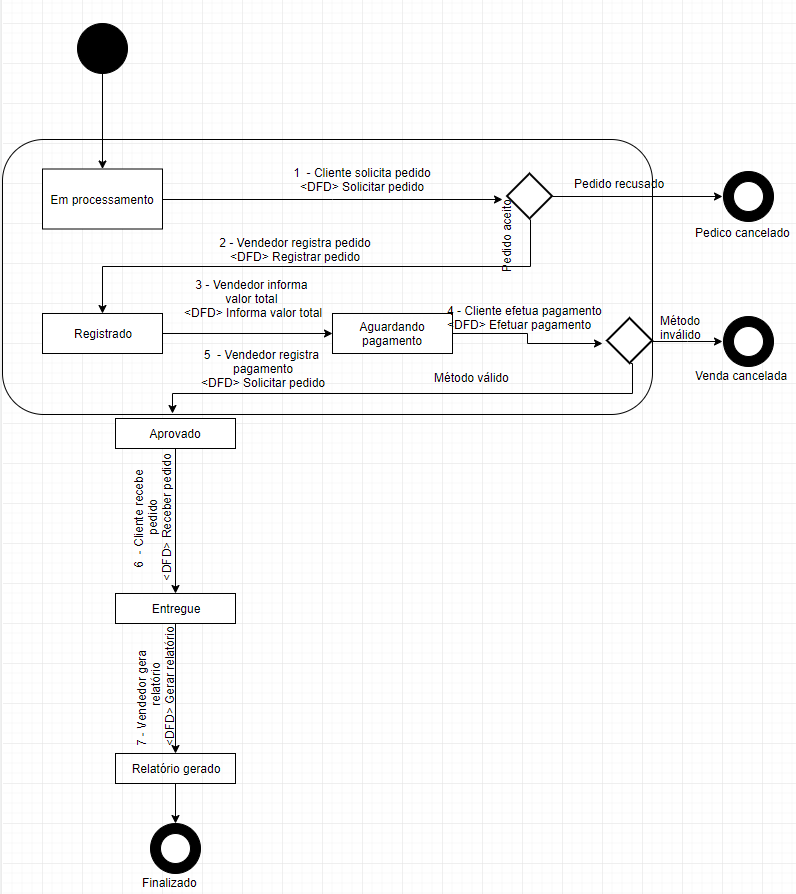 1 - Cliente solicita pedido
<DFD> Solicitar pedido
Em processamento
Pedido recusado
Pedico cancelado
Pedido aceito
2 - Vendedor registra pedido
<DFD> Registrar pedido
3 - Vendedor informa
valor total
<DFD> Informa valor total
Registrado
Aguardando
pagamento
4 - Cliente efetua pagamento
<DFD> Efetuar pagamento
Método
inválido
Venda cancelada
5 - Vendedor registra
pagamento
<DFD> Solicitar pedido
Método válido
Aprovado
6 - Cliente recebe
pedido
<DFD> Receber pedido
Entregue
7 - Vendedor gera
relatório
<DFD> Gerar relatório
Relatório gerado
Finalizado